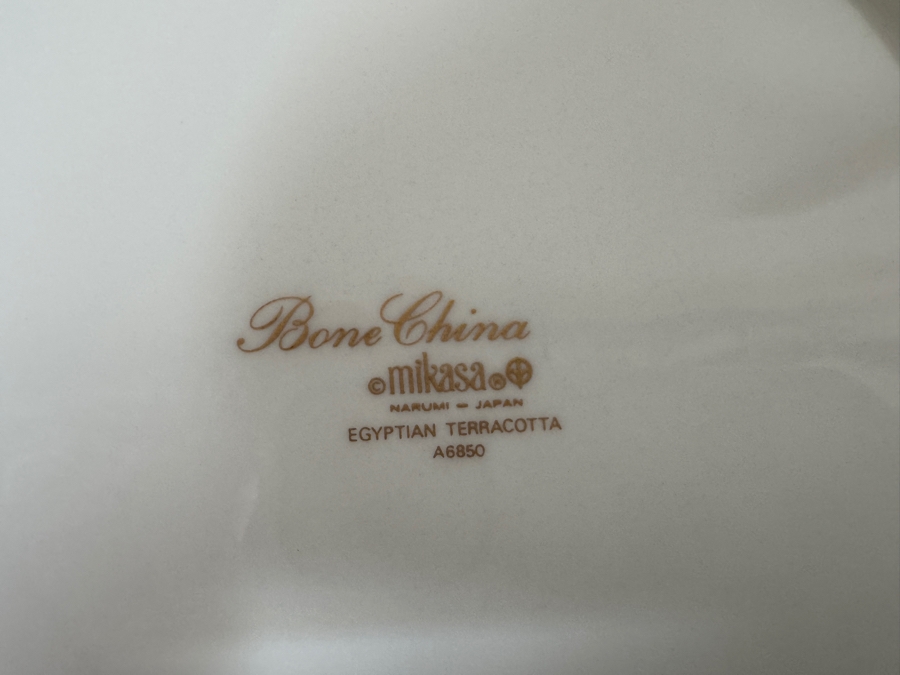 Bone China
©mikasa®
NARUMI – JAPAN
EGYPTIAN TERRACOTTA
A6850